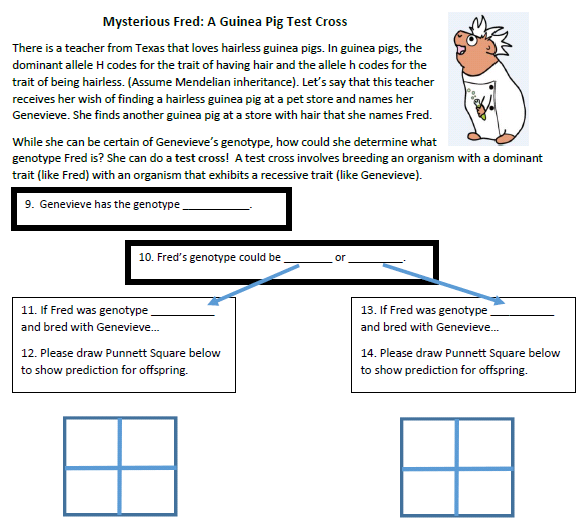 Mysterious Fred: A Guinea Pig Test Cross
There is a teacher from Texas that loves hairless guinea pigs. In guinea pigs, the
dominant allele H codes for the trait of having hair and the allele h codes for the
trait of being hairless. (Assume Mendelian inheritance). Let's say that this teacher
receives her wish of finding a hairless guinea pig at a pet store and names her
Genevieve. She finds another guinea pig at a store with hair that she names Fred.
While she can be certain of Genevieve's genotype, how could she determine what
genotype Fred is? She can do a test cross! A test cross involves breeding an organism with a dominant
trait (like Fred) with an organism that exhibits a recessive trait (like Genevieve).
9. Genevieve has the genotype ___________.
10. Fred's genotype could be ________ or _________.
11. If Fred was genotype ___________
and bred with Genevieve...
12. Please draw Punnett Square below
to show prediction for offspring.
13. If Fred was genotype ___________
and bred with Genevieve...
14. Please draw Punnett Square below
to show prediction for offspring.